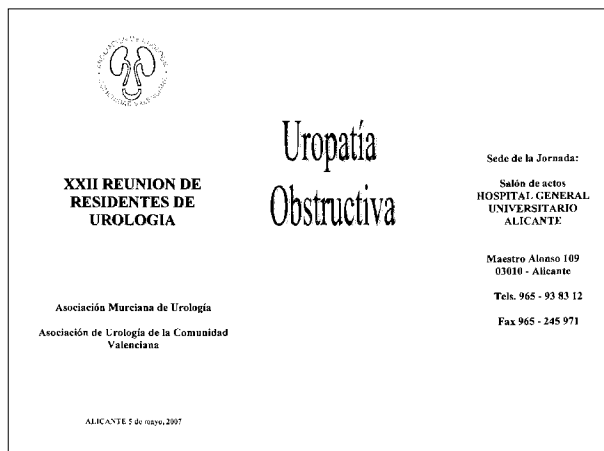 XXII REUNION DE
RESIDENTES DE
UROLOGIA
Asociación Murciana de Urología
Asociación de Urología de la Comunidad
Valenciana
ALICANTE 5 de mayo, 2007
Uropatía
Obstructiva
Sede de la Jornada:
Salón de actos
HOSPITAL GENERAL
UNIVERSITARIO
ALICANTE
Maestro Alonso 109
03010 - Alicante
Tels. 965 - 93 83 12
Fax 965 - 245 971